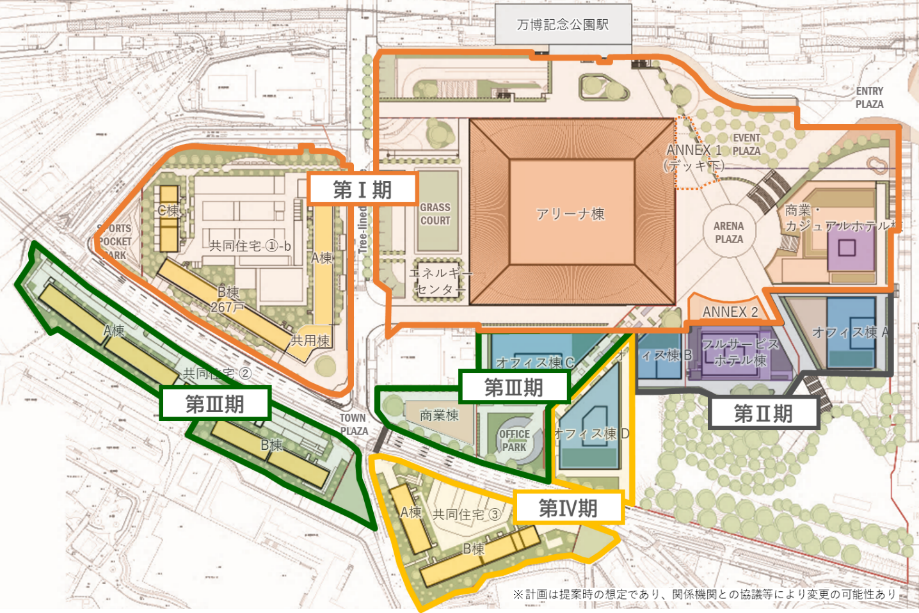 万博記念公園駅
ENTRY
PLAZA
EVENT
PLAZA
ANNEX 1
(デッキ下)
第Ⅰ期
C棟
GRASS
COURT
アリーナ棟
商業・
カジュアルホテル棟
ARENA
PLAZA
SPORTS
POCKET
PARK
共同住宅①-b
A棟
Tree-lined
エネルギー
センター
B棟
267戸
共用棟
ANNEX 2
オフィス棟 A
A棟
共同住宅②
オフィス棟 C
オフィス棟 B
フルサービス
ホテル棟
第Ⅲ期
第Ⅲ期
第Ⅱ期
商業棟
TOWN
PLAZA
OFFICE
PARK
オフィス棟 D
B棟
第Ⅳ期
A棟
共同住宅③
B棟
※計画は提案時の想定であり、関係機関との協議等により変更の可能性あり